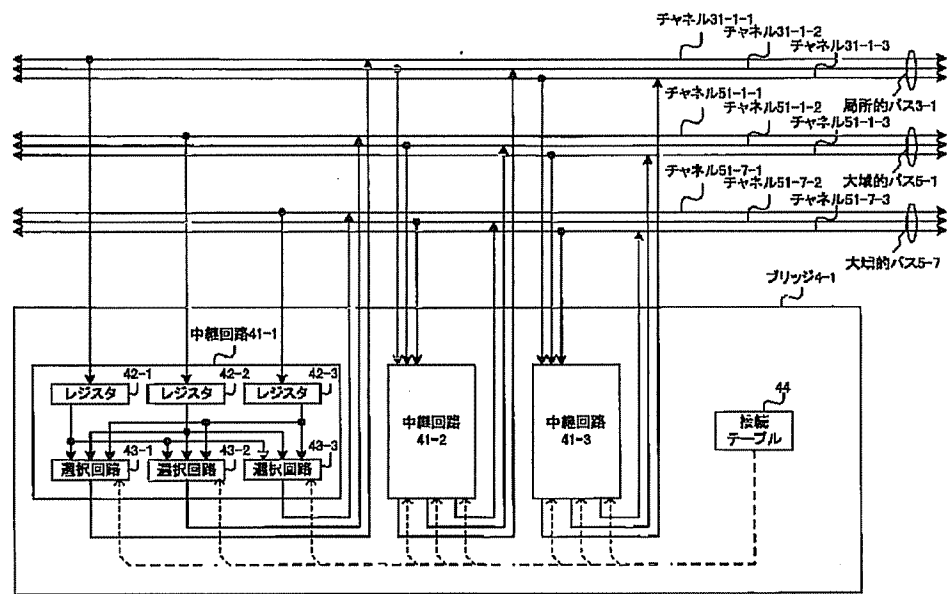 チャネル31-1-1
チャネル31-1-2
チャネル31-1-3
局所的バス3-1
チャネル51-1-1
チャネル51-1-2
チャネル51-1-3
大域的バス5-1
チャネル51-7-1
チャネル51-7-2
チャネル51-7-3
大域的バス5-7
ブリッジ4-1
中継回路41-1
レジスタ
42-1
レジスタ
42-2
レジスタ
42-3
選択回路
43-1
選択回路
43-2
選択回路
43-3
中継回路
41-2
中継回路
41-3
44
接続
テーブル